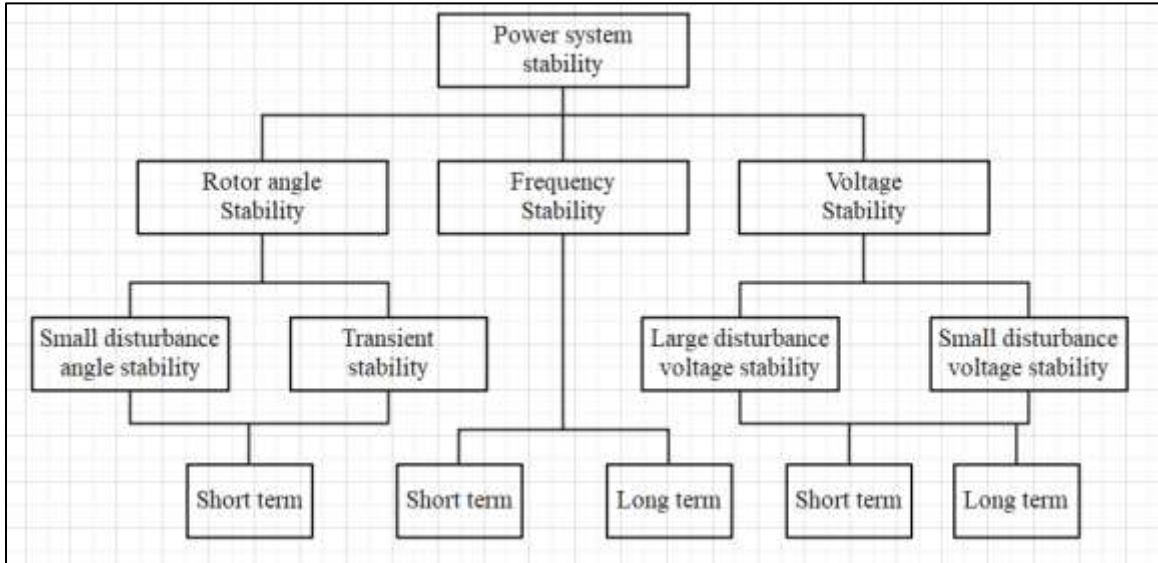 Power system
stability
Rotor angle
Stability
Frequency
Stability
Voltage
Stability
Small disturbance
angle stability
Transient
stability
Large disturbance
voltage stability
Small disturbance
voltage stability
Short term
Short term
Long term
Short term
Long term